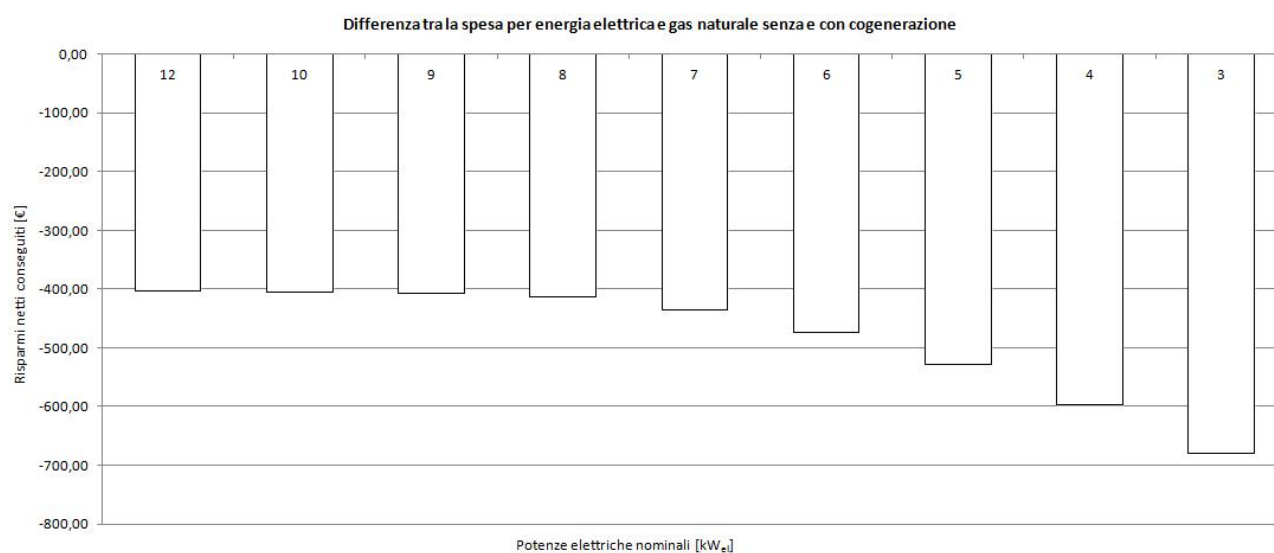 Differenza tra la spesa per energia elettrica e gas naturale senza e con cogenerazione
0,00
12 10 9 8 7 6 5 4 3
-100,00
-200,00
-300,00
-400,00
-500,00
-600,00
-700,00
-800,00
Risparmi netti conseguiti [€]
Potenze elettriche nominali [kWel]